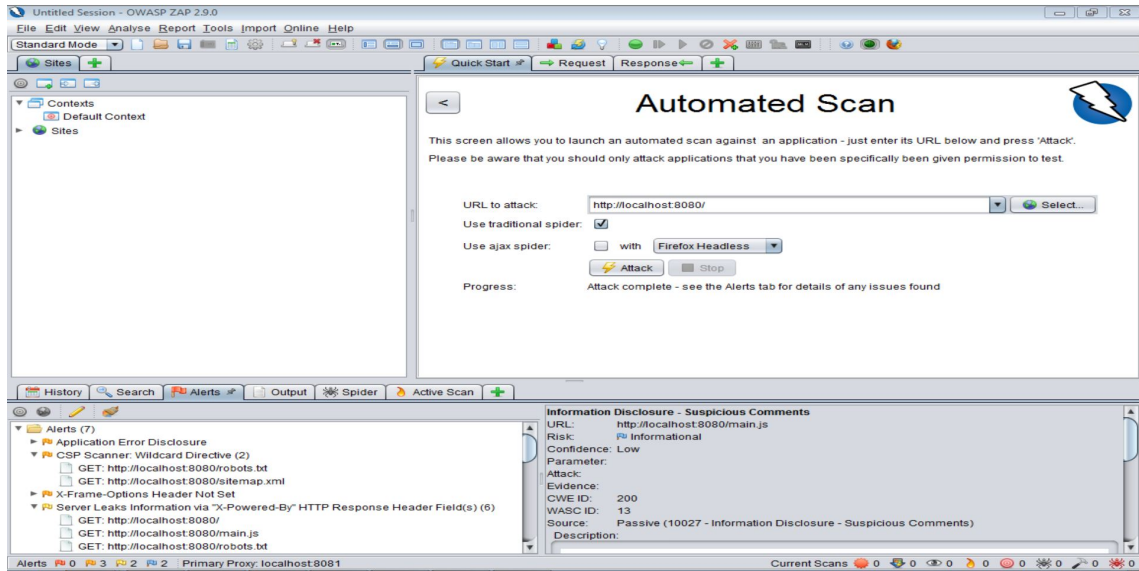 Untitled Session - OWASP ZAP 2.9.0
File Edit View Analyse Report Tools Import Online Help
Standard Mode
Sites
Quick Start Request Response
Contexts
Default Context
Sites
<
Automated Scan
This screen allows you to launch an automated scan against an application - just enter its URL below and press 'Attack'.
Please be aware that you should only attack applications that you have been specifically been given permission to test.
URL to attack: http://localhost:8080/ Select...
Use traditional spider:
Use ajax spider: with Firefox Headless
Attack Stop
Progress: Attack complete - see the Alerts tab for details of any issues found
History Search Alerts Output Spider Active Scan
Alerts (7)
Application Error Disclosure
CSP Scanner: Wildcard Directive (2)
GET: http://localhost:8080/robots.txt
GET: http://localhost:8080/sitemap.xml
X-Frame-Options Header Not Set
Server Leaks Information via "X-Powered-By" HTTP Response Header Field(s) (6)
GET: http://localhost:8080/
GET: http://localhost:8080/main.js
GET: http://localhost:8080/robots.txt
Information Disclosure - Suspicious Comments
URL: http://localhost:8080/main.js
Risk: Informational
Confidence: Low
Parameter:
Attack:
Evidence:
CWE ID: 200
WASC ID: 13
Source: Passive (10027 - Information Disclosure - Suspicious Comments)
Description:
Alerts 0 3 2 2 Primary Proxy: localhost:8081
Current Scans 0 0 0 0 0 0 0 0